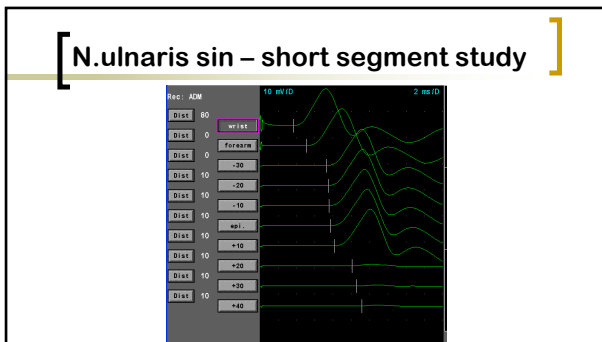 N.ulnaris sin – short segment study
10 mV/D 2 ms/D
Rec: ADM
Dist 80
wrist
Dist 0
forearm
Dist 0
-30
Dist 10
-20
Dist 10
-10
Dist 10
epi.
Dist 10
+10
Dist 10
+20
Dist 10
+30
Dist 10
+40